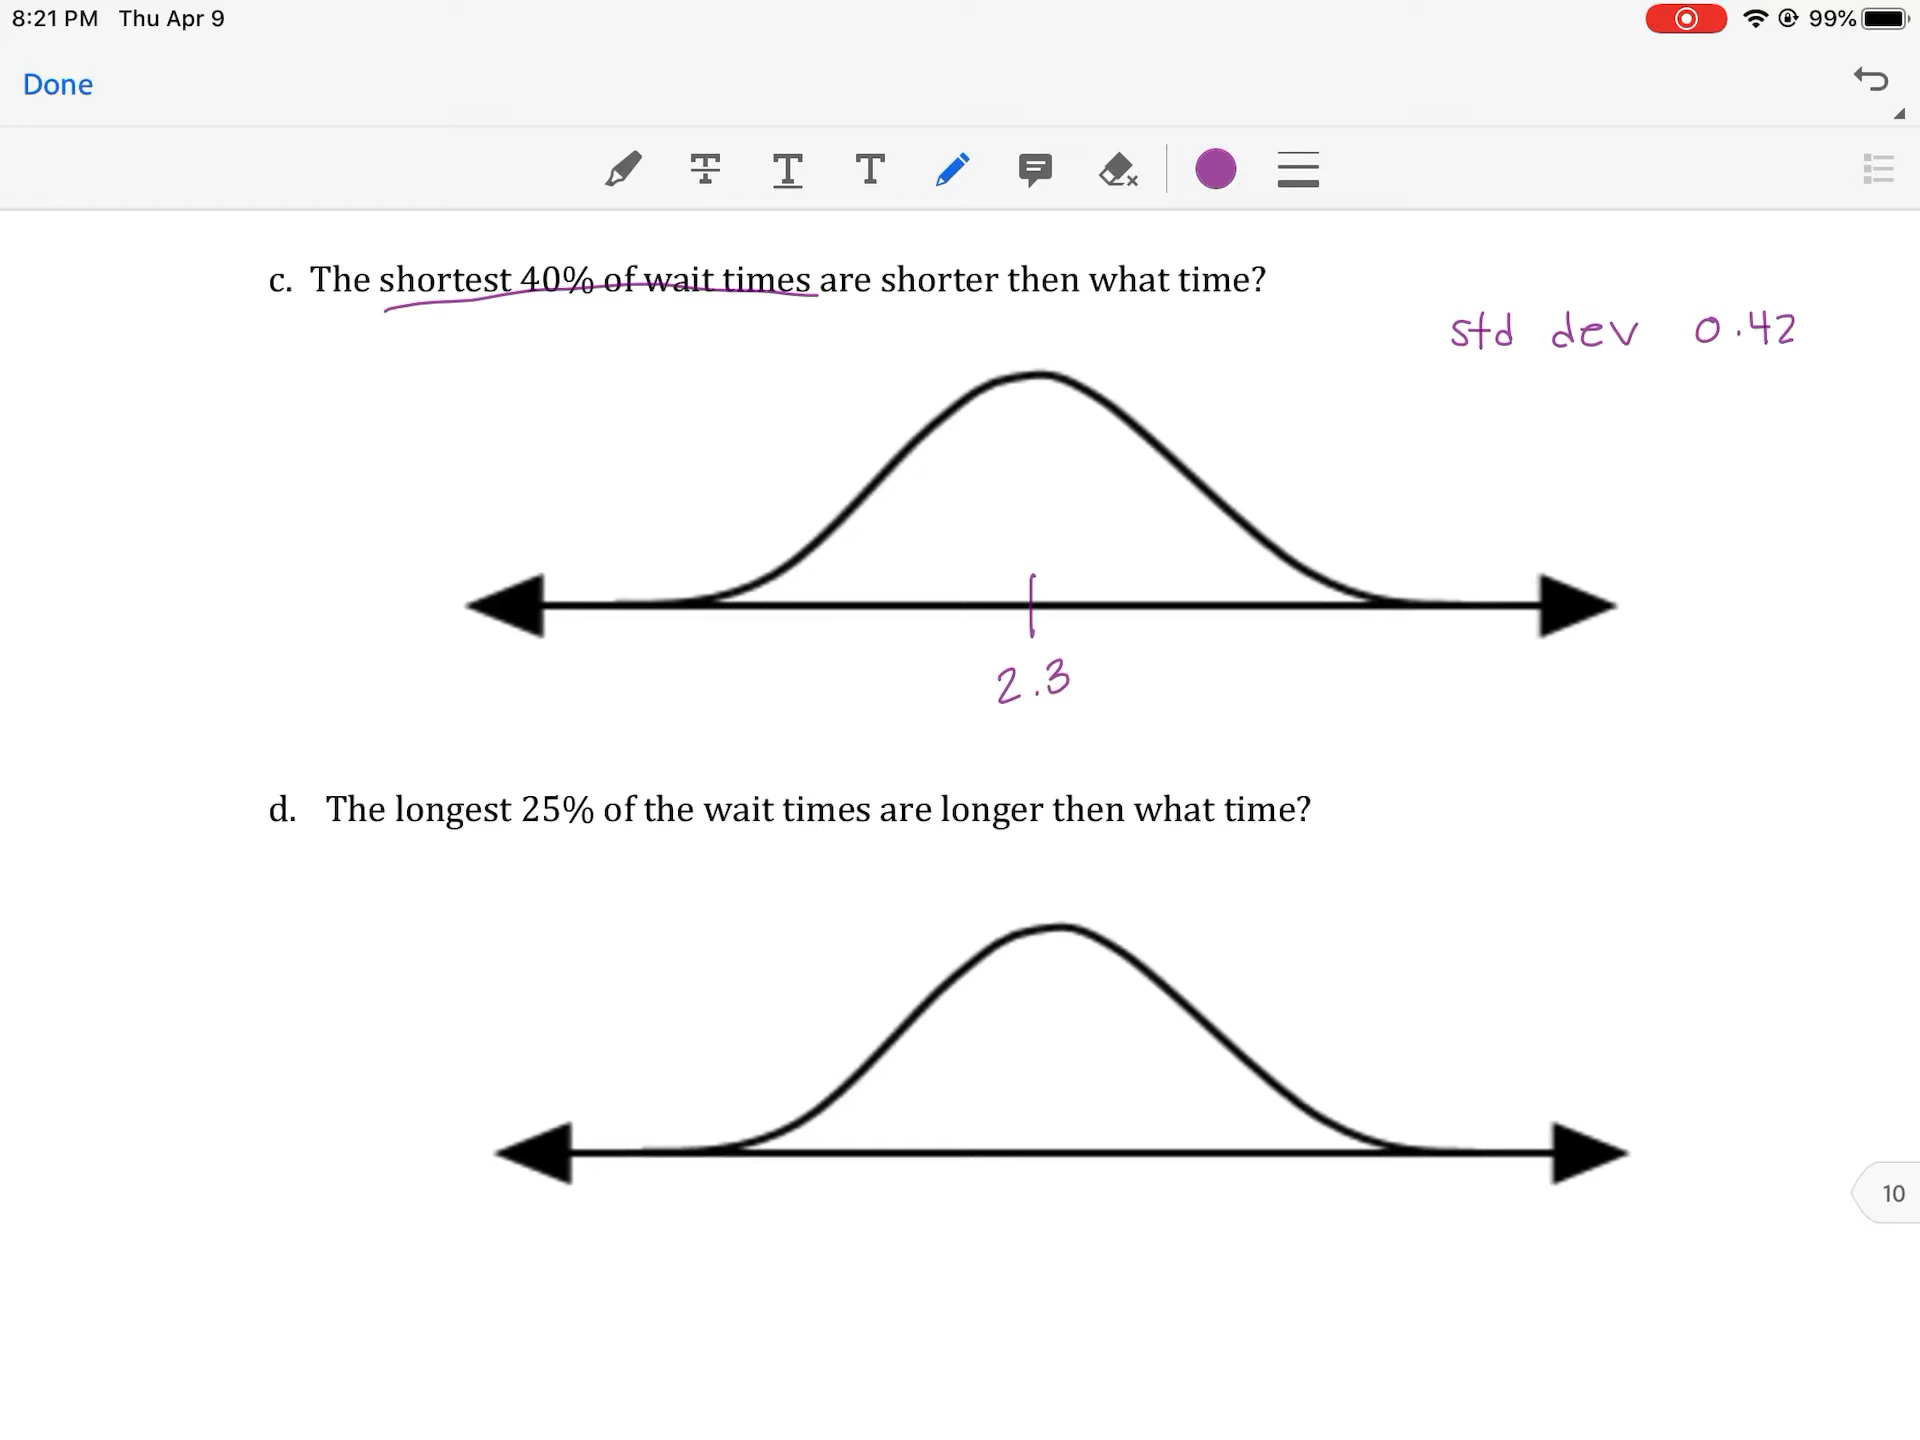 8:21 PM Thu Apr 9 99%
Done
T T T
c. The shortest 40% of wait times are shorter then what time?
std dev 0.42
2.3
d. The longest 25% of the wait times are longer then what time?
10